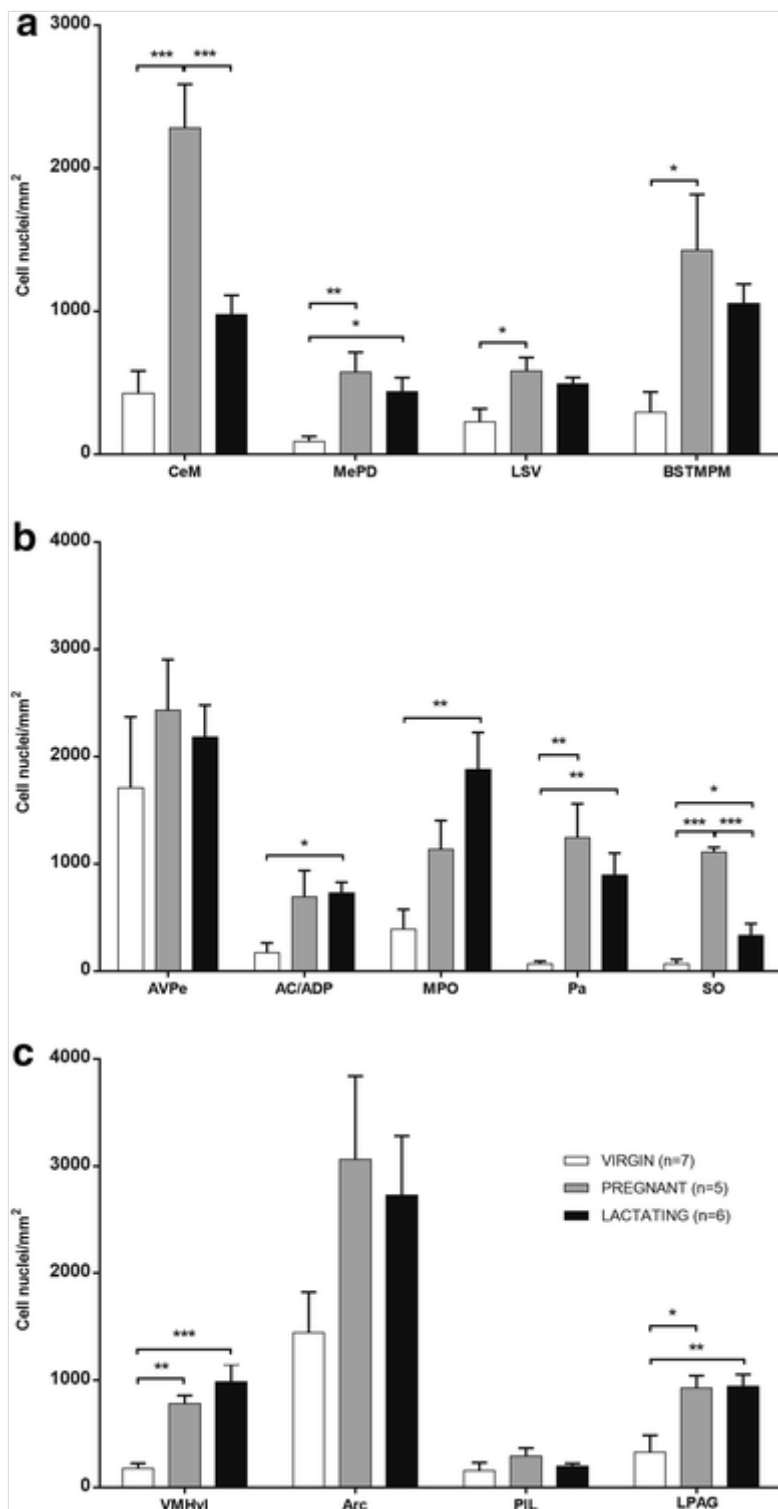 a
3000
*** ***
*
2000
Cell nuclei/mm²
**
1000
*
*
0
CeM MePD LSV BSTMPM
b
4000
3000
**
Cell nuclei/mm²
2000
**
**
*
*** ***
*
1000
0
AVPe AC/ADP MPO Pa SO
c
4000
3000
VIRGIN (n=7)
PREGNANT (n=5)
LACTATING (n=6)
Cell nuclei/mm²
2000
*
***
**
**
1000
0
VMHvl Arc PIL LPAG